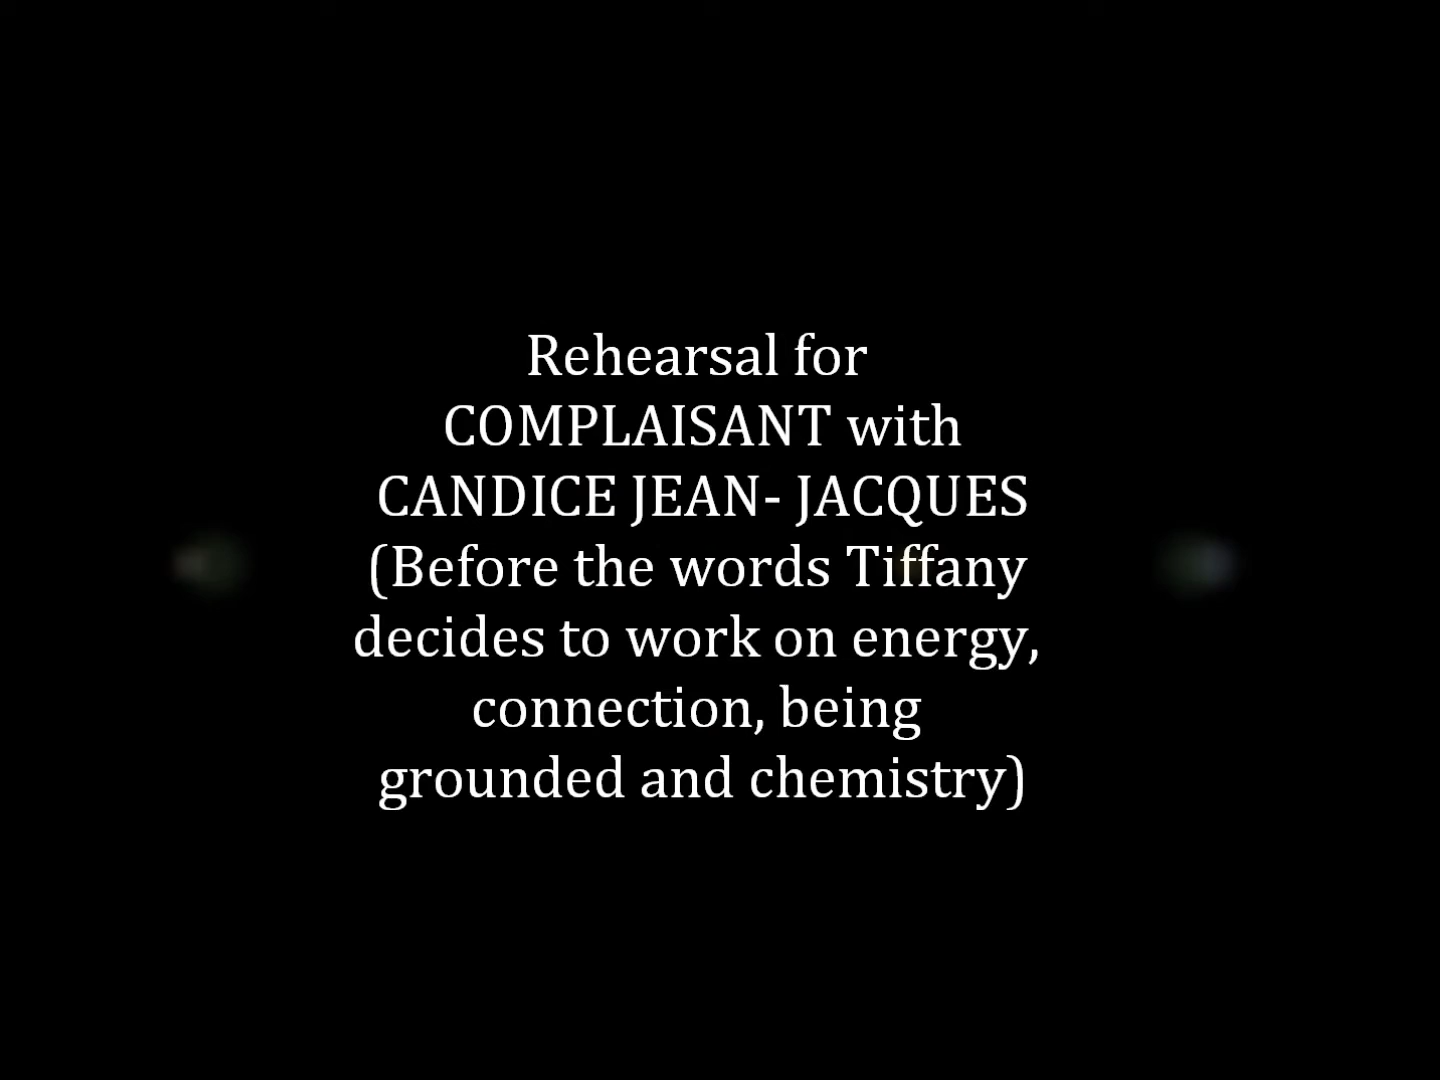 Rehearsal for
COMPLAISANT with
CANDICE JEAN- JACQUES
(Before the words Tiffany
decides to work on energy,
connection, being
grounded and chemistry)